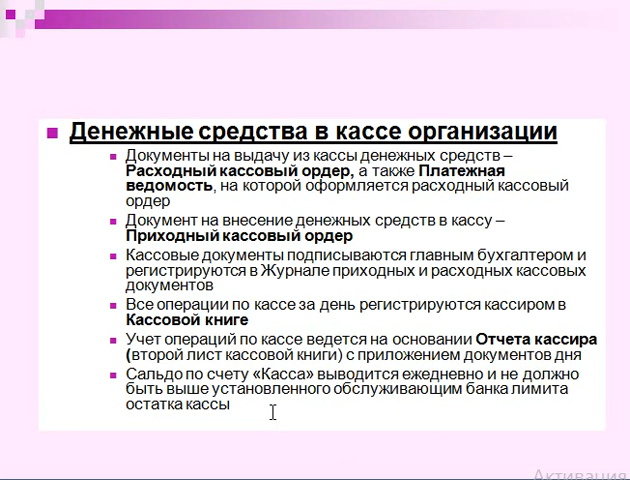 Денежные средства в кассе организации
Документы на выдачу из кассы денежных средств –
Расходный кассовый ордер, а также Платежная
ведомость, на которой оформляется расходный кассовый
ордер
Документ на внесение денежных средств в кассу –
Приходный кассовый ордер
Кассовые документы подписываются главным бухгалтером и
регистрируются в Журнале приходных и расходных кассовых
документов
Все операции по кассе за день регистрируются кассиром в
Кассовой книге
Учет операций по кассе ведется на основании Отчета кассира
(второй лист кассовой книги) с приложением документов дня
Сальдо по счету «Касса» выводится ежедневно и не должно
быть выше установленного обслуживающим банка лимита
остатка кассы
Активация